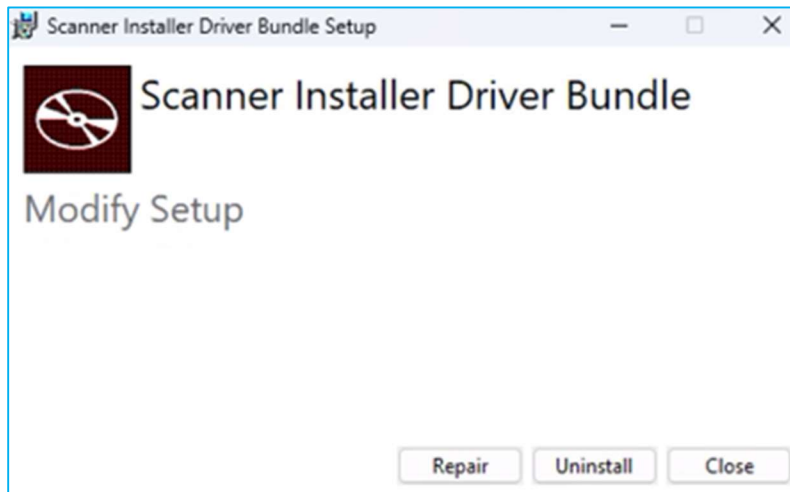 Scanner Installer Driver Bundle Setup
Scanner Installer Driver Bundle
Modify Setup
Repair Uninstall Close